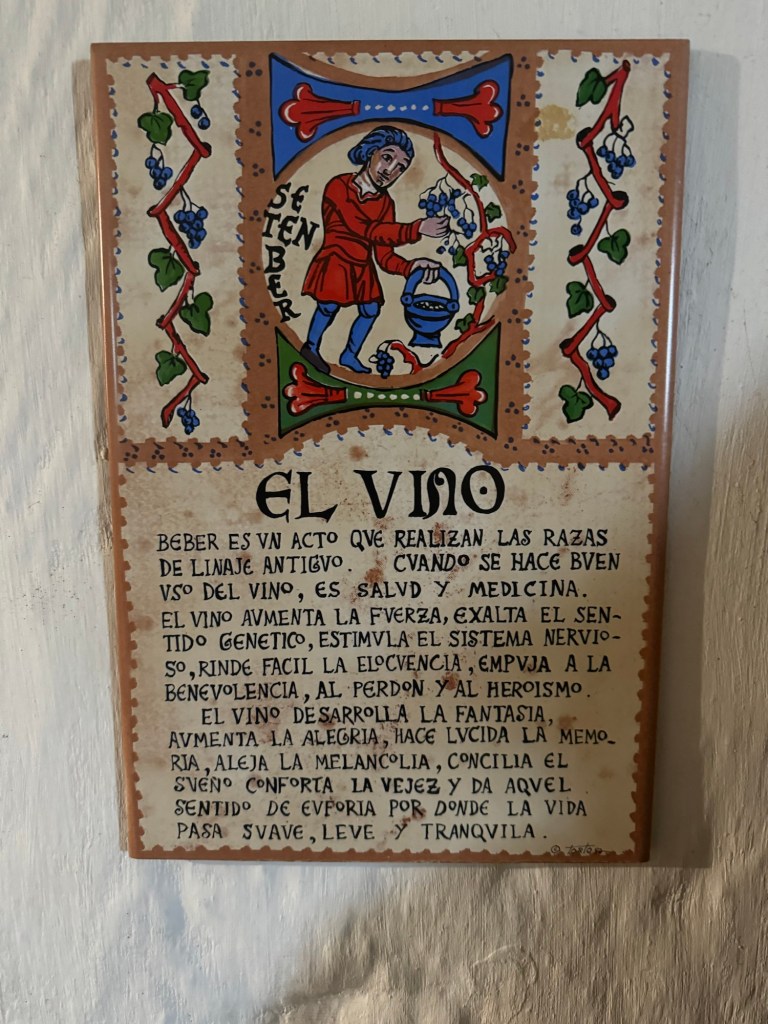 SETENBER
EL VINO
BEBER ES VN ACTO QVE REALIZAN LAS RAZAS
DE LINAJE ANTIGVO. CVANDO SE HACE BVEN
VSO DEL VINO, ES SALVD Y MEDICINA.
EL VINO AVMENTA LA FVERZA, EXALTA EL SEN-
TIDO GENETICO, ESTIMVLA EL SISTEMA NERVIO-
SO, RINDE FACIL LA ELOCVENCIA, EMPVJA A LA
BENEVOLENCIA, AL PERDON Y AL HEROISMO.
EL VINO DESARROLLA LA FANTASIA,
AVMENTA LA ALEGRIA, HACE LVCIDA LA MEMO-
RIA, ALEJA LA MELANCOLIA, CONCILIA EL
SVEÑO CONFORTA LA VEJEZ Y DA AQVEL
SENTIDO DE EVFORIA POR DONDE LA VIDA
PASA SVAVE, LEVE Y TRANQVILA.